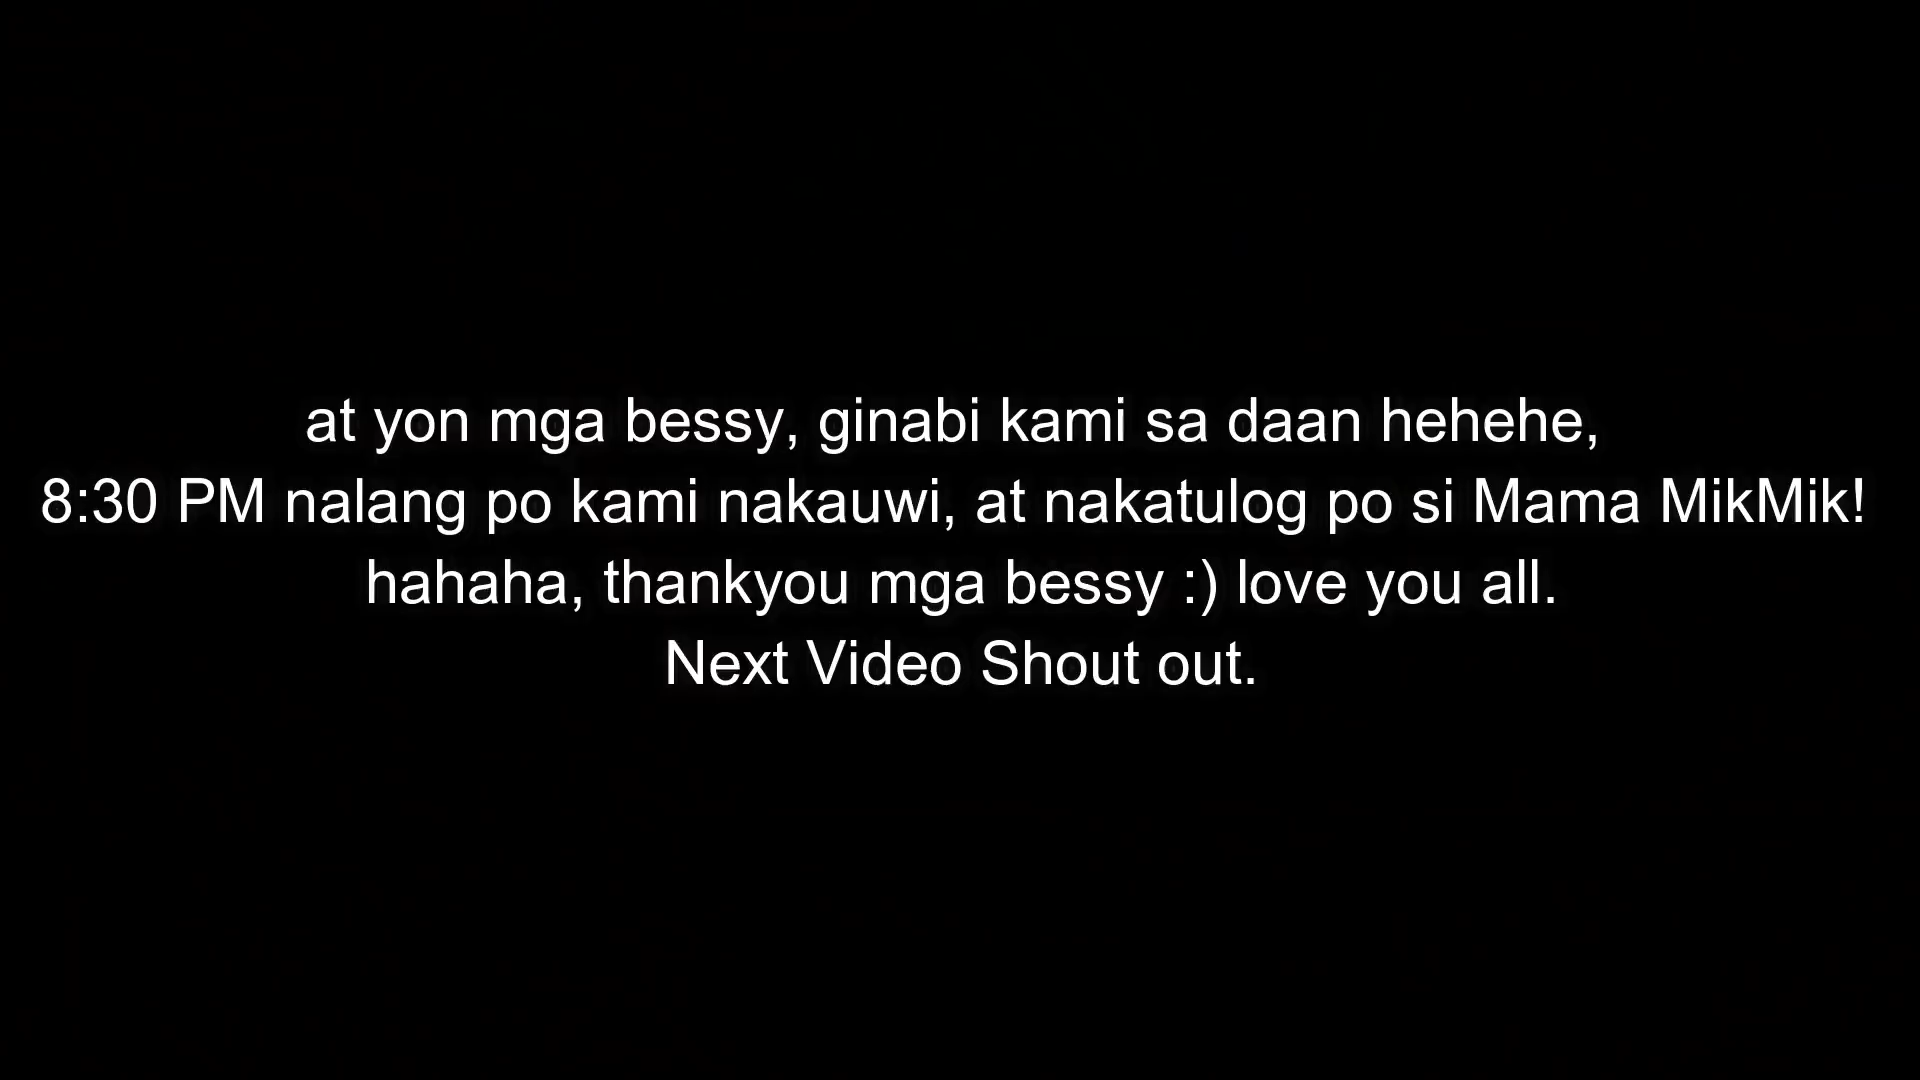 at yon mga bessy, ginabi kami sa daan hehehe,
8:30 PM nalang po kami nakauwi, at nakatulog po si Mama MikMik!
hahaha, thankyou mga bessy :) love you all.
Next Video Shout out.